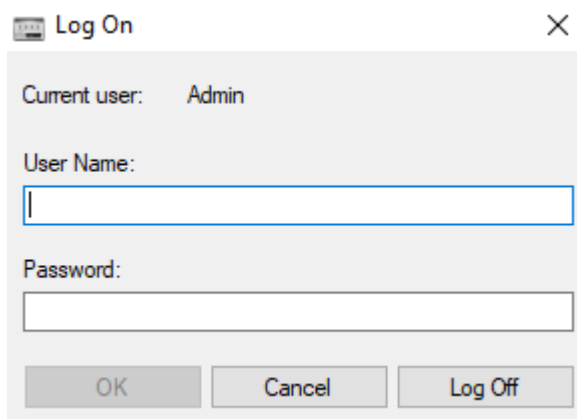 Log On
Current user: Admin
User Name:
Password:
OK Cancel Log Off